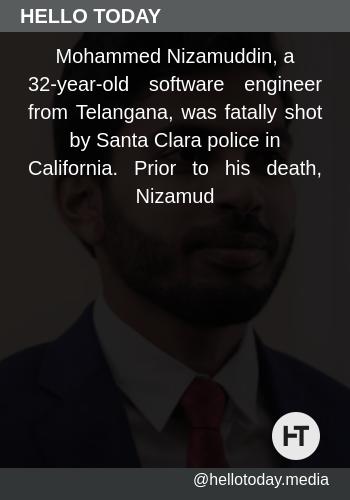 HELLO TODAY
Mohammed Nizamuddin, a
32-year-old software engineer
from Telangana, was fatally shot
by Santa Clara police in
California. Prior to his death,
Nizamud
HT
@hellotoday.media